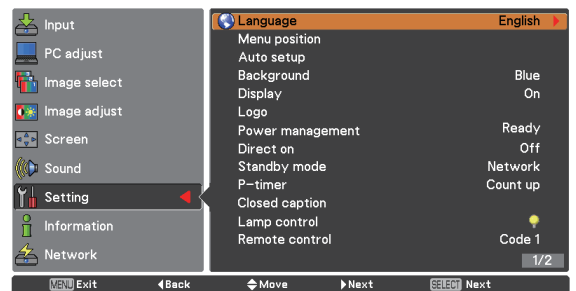 Input
PC adjust
Image select
Image adjust
Screen
Sound
Setting
Information
Network
Language English
Menu position
Auto setup
Background Blue
Display On
Logo
Power management Ready
Direct on Off
Standby mode Network
P-timer Count up
Closed caption
Lamp control
Remote control Code 1
1/2
MENU Exit Back Move Next SELECT Next